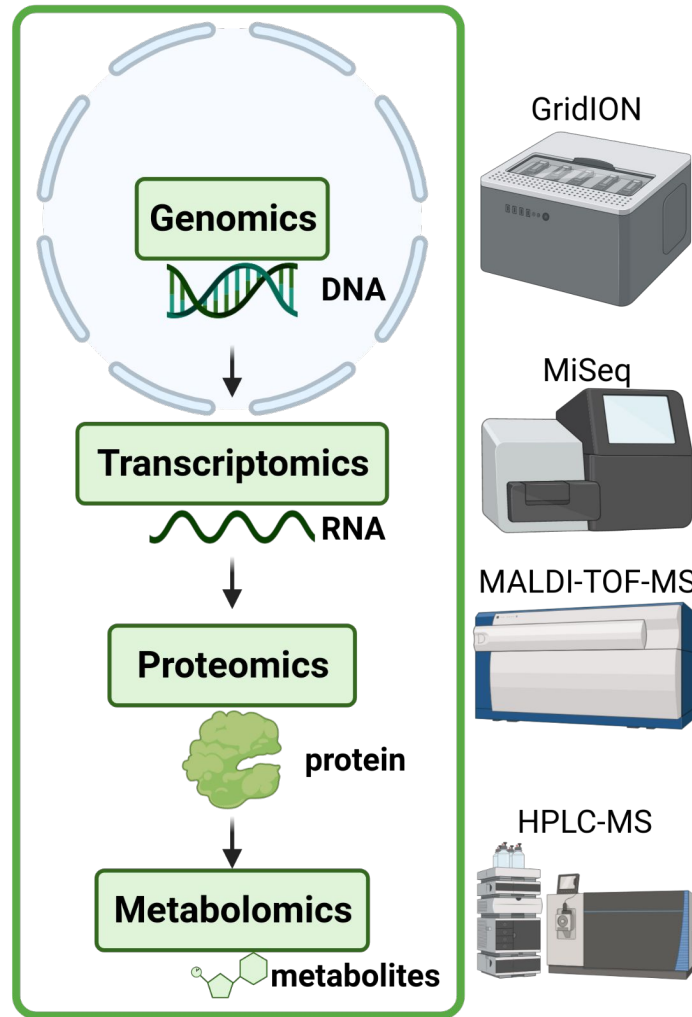 GridION
Genomics
DNA
MiSeq
Transcriptomics
RNA
MALDI-TOF-MS
Proteomics
protein
HPLC-MS
Metabolomics
P
metabolites